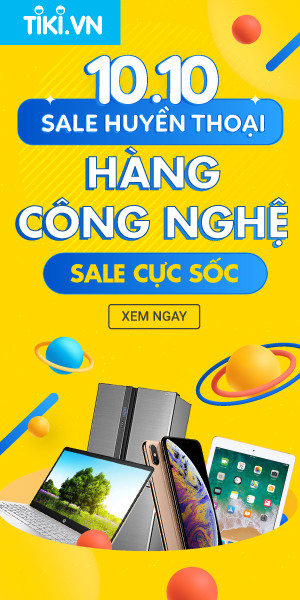 TIKI.VN
10.10
SALE HUYỀN THOẠI
HÀNG
CÔNG NGHỆ
SALE CỰC SỐC
XEM NGAY